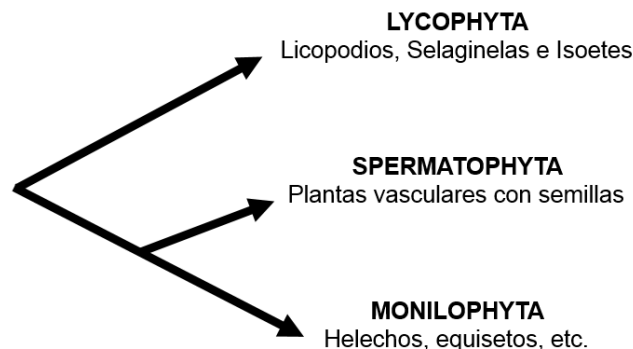 LYCOPHYTA
Licopodios, Selaginelas e Isoetes
SPERMATOPHYTA
Plantas vasculares con semillas
MONILOPHYTA
Helechos, equisetos, etc.